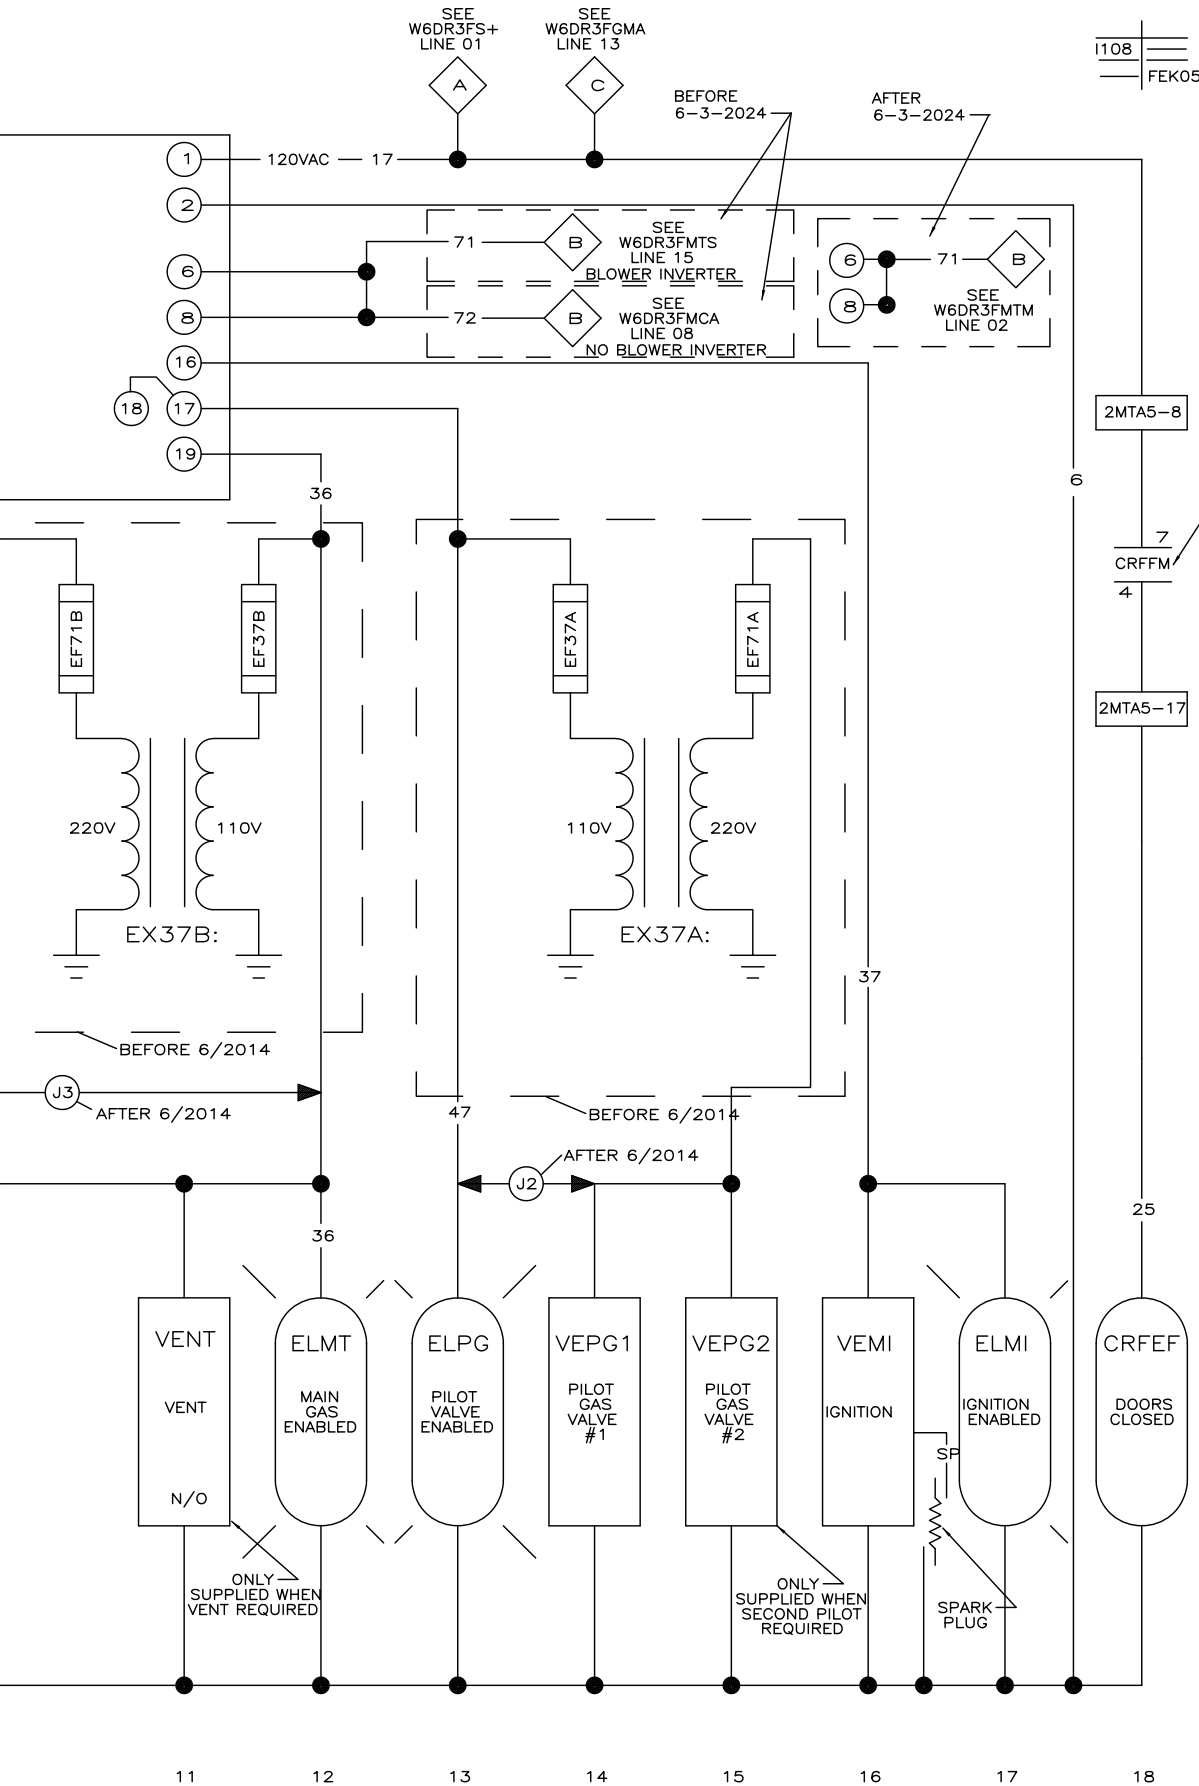 SEE
W6DR3FS+
LINE 01
SEE
W6DR3FGMA
LINE 13
1108
FEK05
A
C
BEFORE
6-3-2024
AFTER
6-3-2024
1
120VAC
17
2
71
B
SEE
W6DR3FMTS
LINE 15
BLOWER INVERTER
6
8
72
B
SEE
W6DR3FMCA
LINE 08
NO BLOWER INVERTER
6
71
B
8
SEE
W6DR3FMTM
LINE 02
16
18
17
19
2MTA5-8
36
6
7
CRFFM
4
EF71B
EF37B
EF37A
EF71A
2MTA5-17
220V
110V
110V
220V
EX37B:
EX37A:
37
BEFORE 6/2014
J3
AFTER 6/2014
47
BEFORE 6/2014
AFTER 6/2014
J2
36
25
VENT
VENT
N/O
ELMT
MAIN
GAS
ENABLED
ELPG
PILOT
VALVE
ENABLED
VEPG1
PILOT
GAS
VALVE
#1
VEPG2
PILOT
GAS
VALVE
#2
VEMI
IGNITION
SP
ELMI
IGNITION
ENABLED
CRFEF
DOORS
CLOSED
ONLY
SUPPLIED WHEN
VENT REQUIRED
ONLY
SUPPLIED WHEN
SECOND PILOT
REQUIRED
SPARK
PLUG
11
12
13
14
15
16
17
18